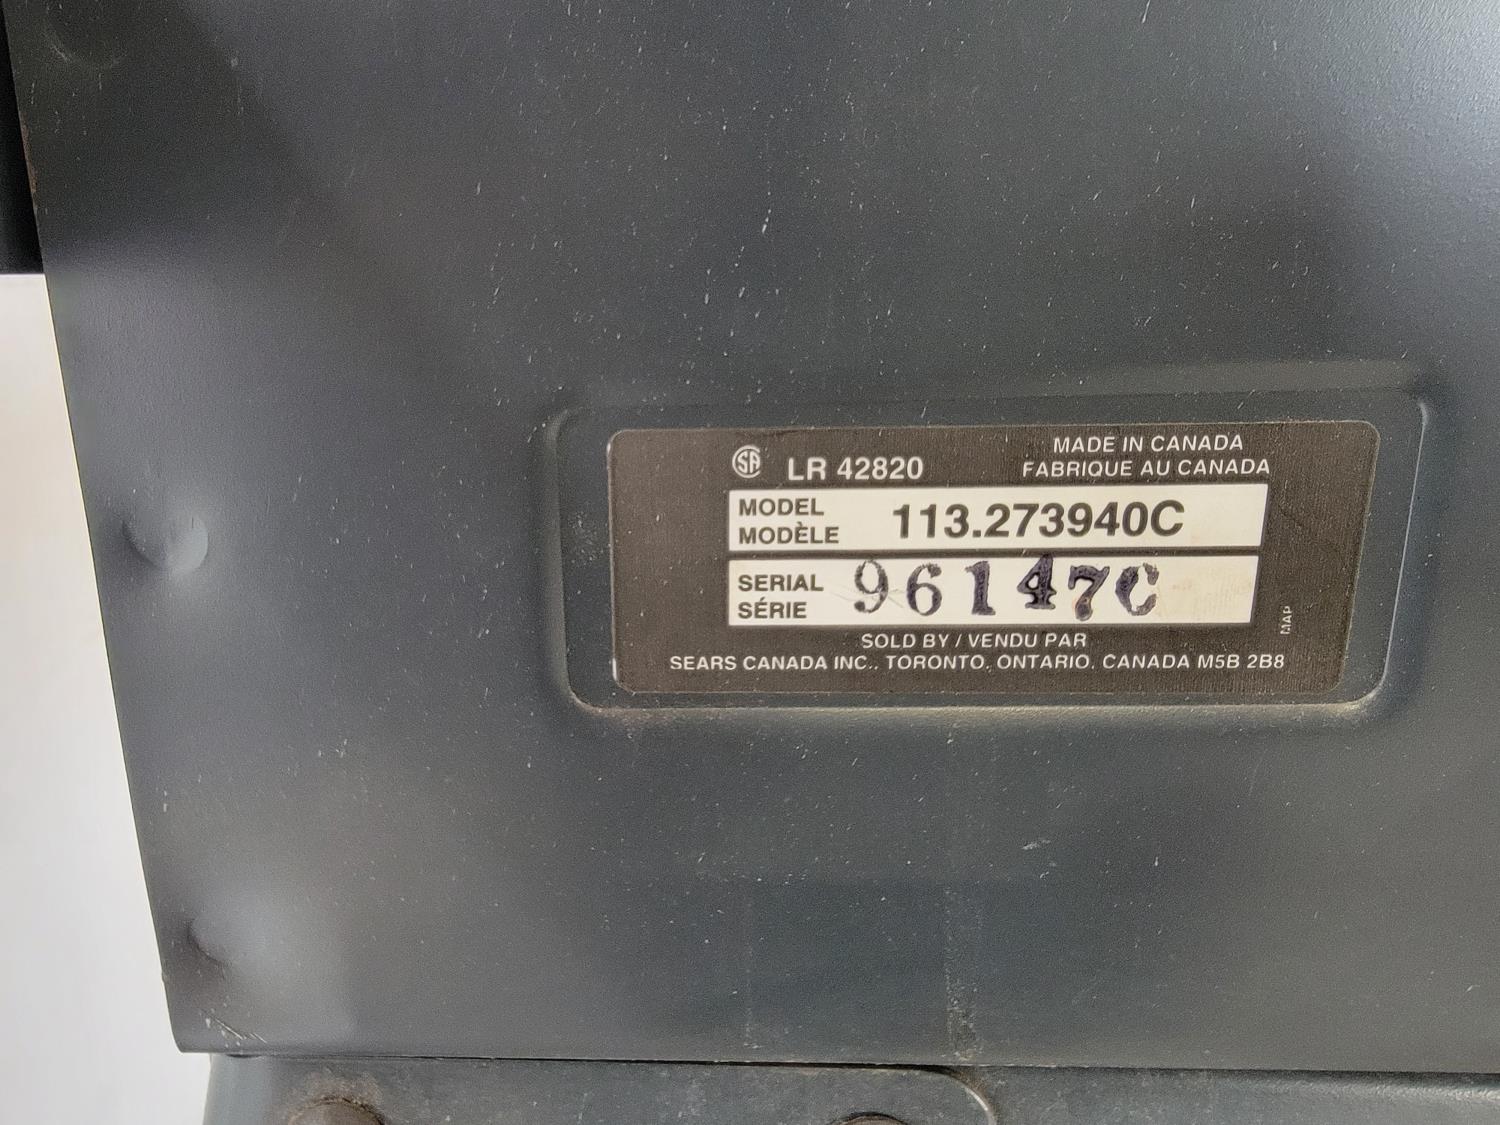 SA LR 42820
MADE IN CANADA
FABRIQUE AU CANADA
MODEL
MODÈLE
113.273940C
SERIAL
SÉRIE
96147C
SOLD BY / VENDU PAR
SEARS CANADA INC., TORONTO, ONTARIO, CANADA M5B 2B8
MAP